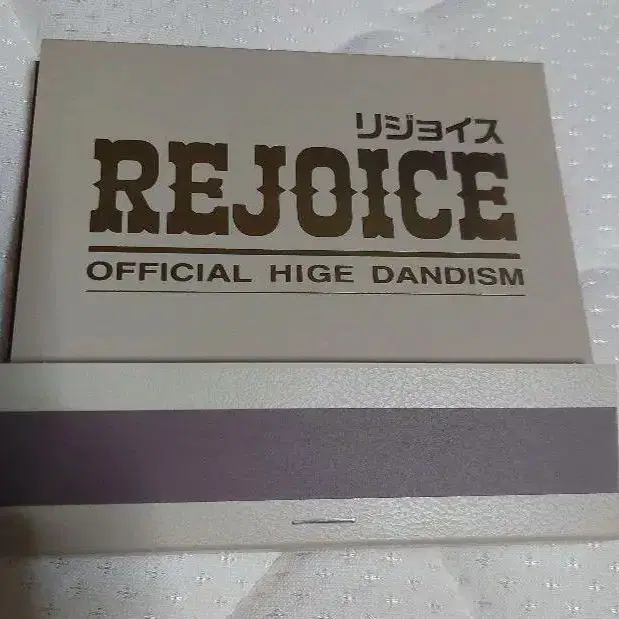 リジョイス
REJOICE
OFFICIAL HIGE DANDISM